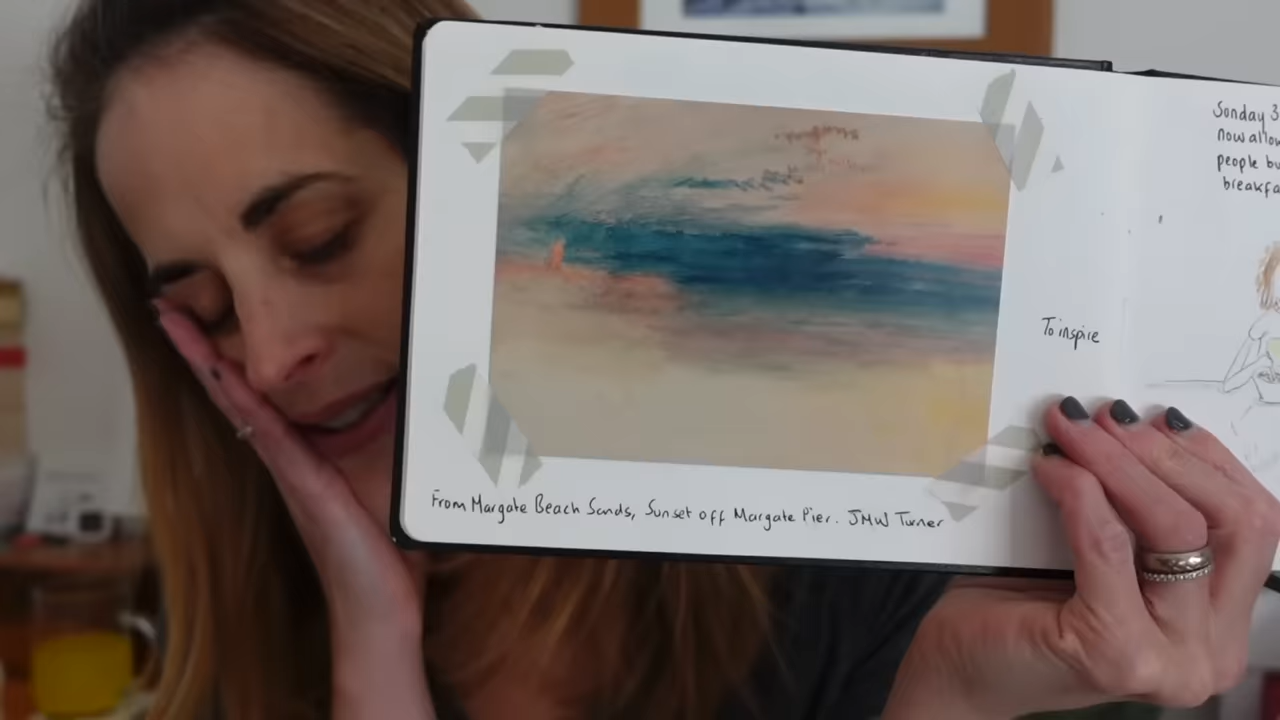 From Margate Beach Sands, Sunset off Margate Pier. JMW Turner
To inspire
Sunday 3
now allow
people bu
breakfa